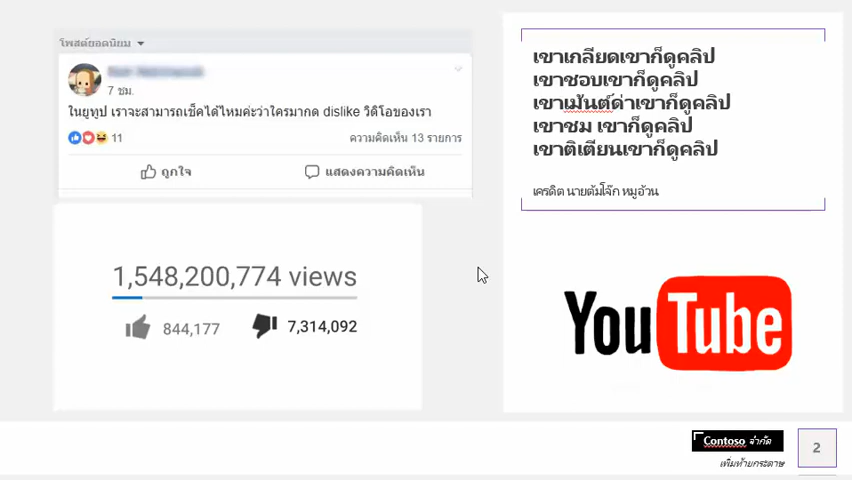 โพสต์ยอดนิยม
7 ชม.
ในยูทูป เราจะสามารถเช็คได้ไหมค่ะว่าใครมากด dislike วิดิโอของเรา
11
ความคิดเห็น 13 รายการ
ถูกใจ
แสดงความคิดเห็น
1,548,200,774 views
844,177
7,314,092
เขาเกลียดเขาก็ดูคลิป
เขาชอบเขาก็ดูคลิป
เขาเม้นต์ด่าเขาก็ดูคลิป
เขาชม เขาก็ดูคลิป
เขาติเตียนเขาก็ดูคลิป
เครดิต นายต้มโจ๊ก หมูอ้วน
YouTube
Contoso จำกัด
เพิ่มท้ายกระดาษ
2